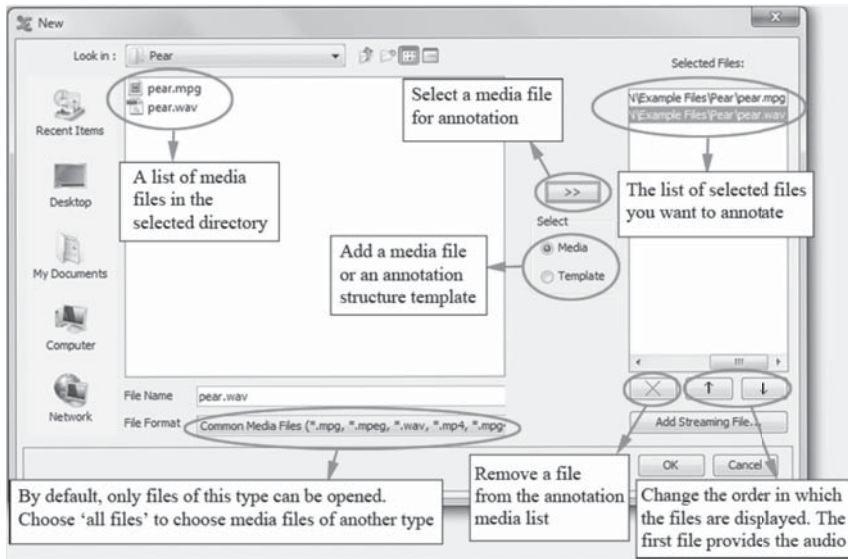 New
Look in :
Pear
Selected Files:
pear.mpg
pear.wav
Select a media file
for annotation
N\Example Files\Pear\pear.mpg
N\Example Files\Pear\pear.wav
Recent Items
A list of media
files in the
selected directory
>>
The list of selected files
you want to annotate
Desktop
Select
Media
Template
Add a media file
or an annotation
structure template
My Documents
Computer
Network
File Name
pear.wav
File Format
Common Media Files (*.mpg, *.mpeg, *.wav, *.mp4, *.mpg
Add Streaming File...
OK
Cancel
By default, only files of this type can be opened.
Choose ‘all files’ to choose media files of another type
Remove a file
from the annotation
media list
Change the order in which
the files are displayed. The
first file provides the audio